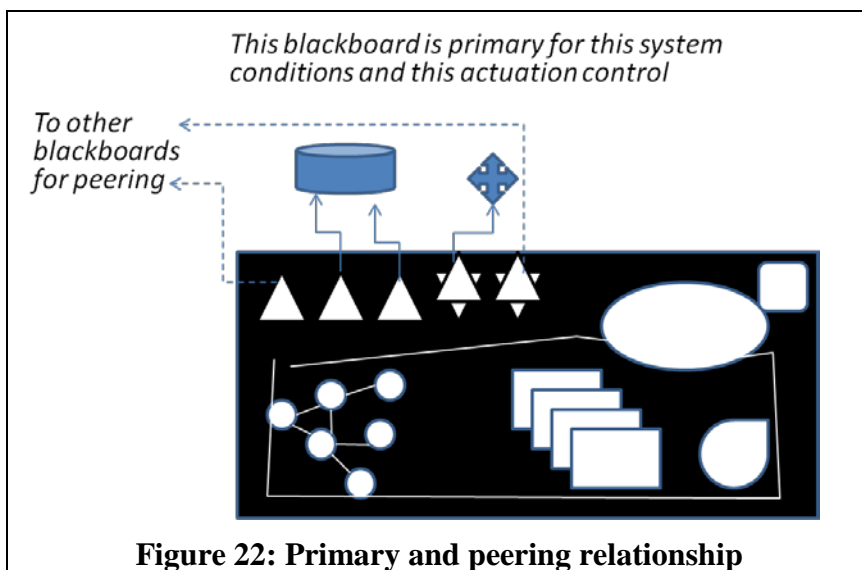 This blackboard is primary for this system
conditions and this actuation control
To other
blackboards
for peering
Figure 22: Primary and peering relationship